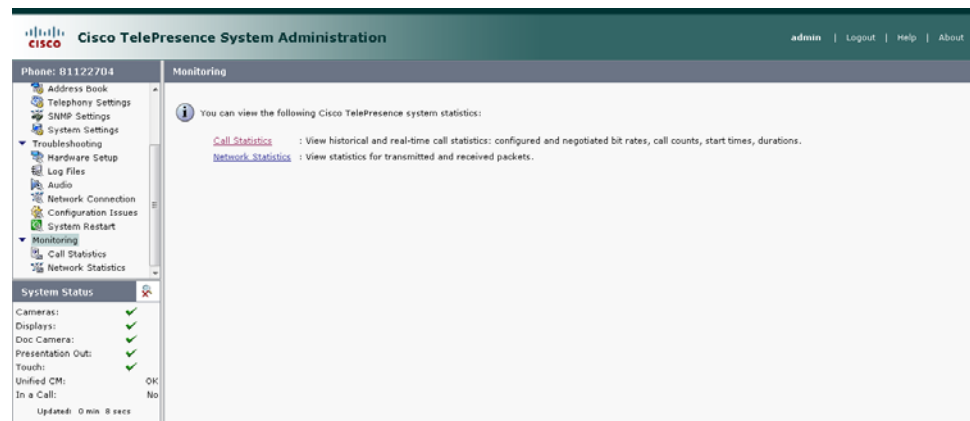 CISCO Cisco TelePresence System Administration
admin | Logout | Help | About
Phone: 81122704
Address Book
Telephony Settings
SNMP Settings
System Settings
Troubleshooting
Hardware Setup
Log Files
Audio
Network Connection
Configuration Issues
System Restart
Monitoring
Call Statistics
Network Statistics
System Status
Cameras:
Displays:
Doc Camera:
Presentation Out:
Touch:
Unified CM: OK
In a Call: No
Updated: 0 min 8 secs
Monitoring
You can view the following Cisco TelePresence system statistics:
Call Statistics : View historical and real-time call statistics: configured and negotiated bit rates, call counts, start times, durations.
Network Statistics : View statistics for transmitted and received packets.